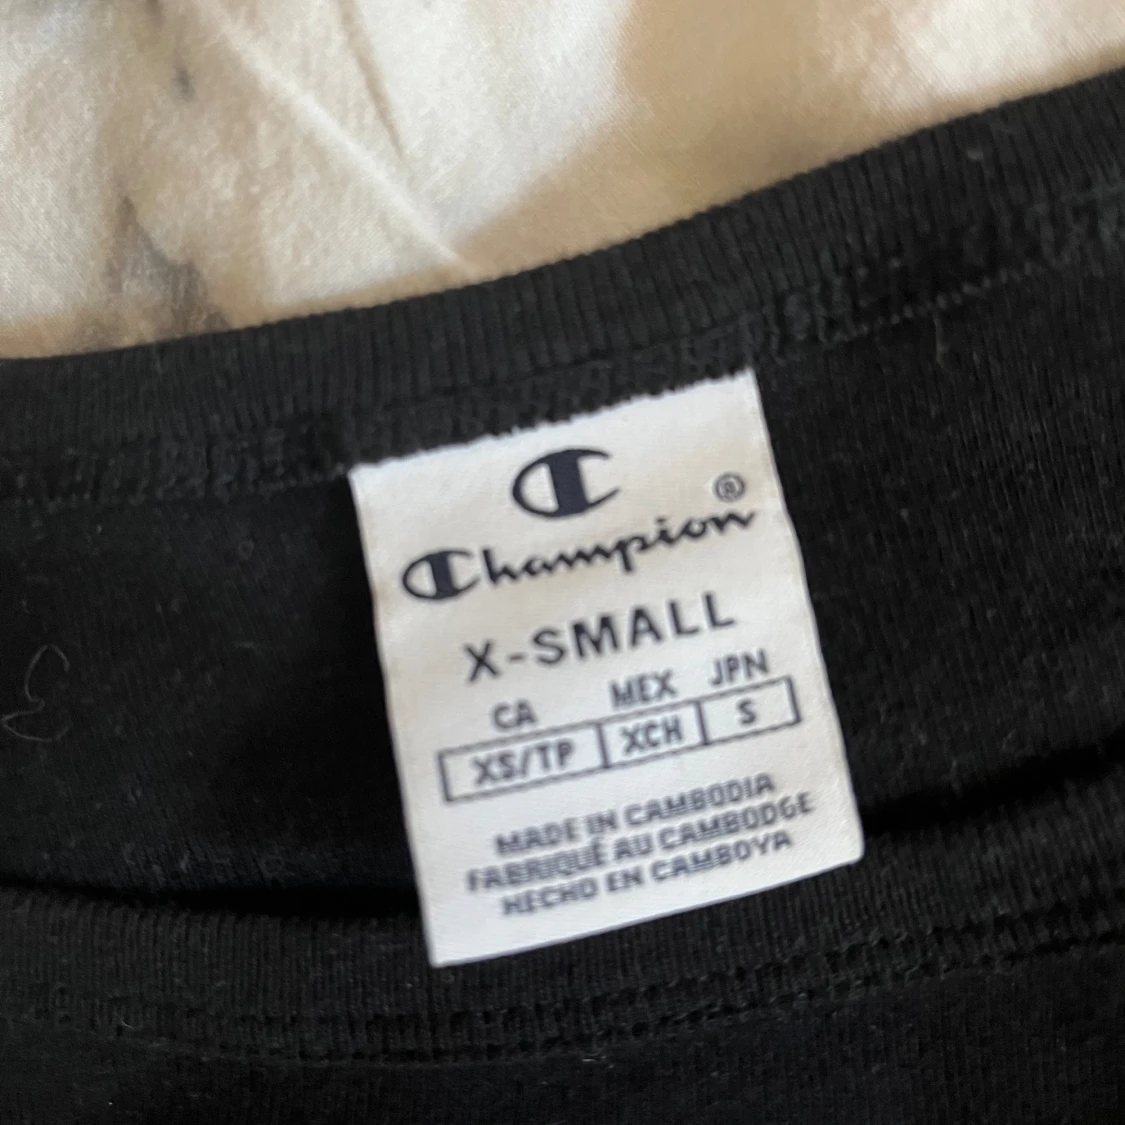 Champion®
X-SMALL
CA MEX JPN
XS/TP XCH S
MADE IN CAMBODIA
FABRIQUÉ AU CAMBODGE
HECHO EN CAMBOYA